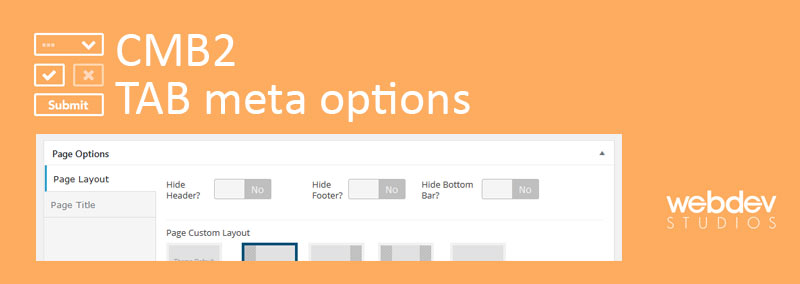 CMB2
TAB meta options
Submit
Page Options
Page Layout
Page Title
Hide Header?
No
Hide Footer?
No
Hide Bottom Bar?
No
Page Custom Layout
webdev
STUDIOS